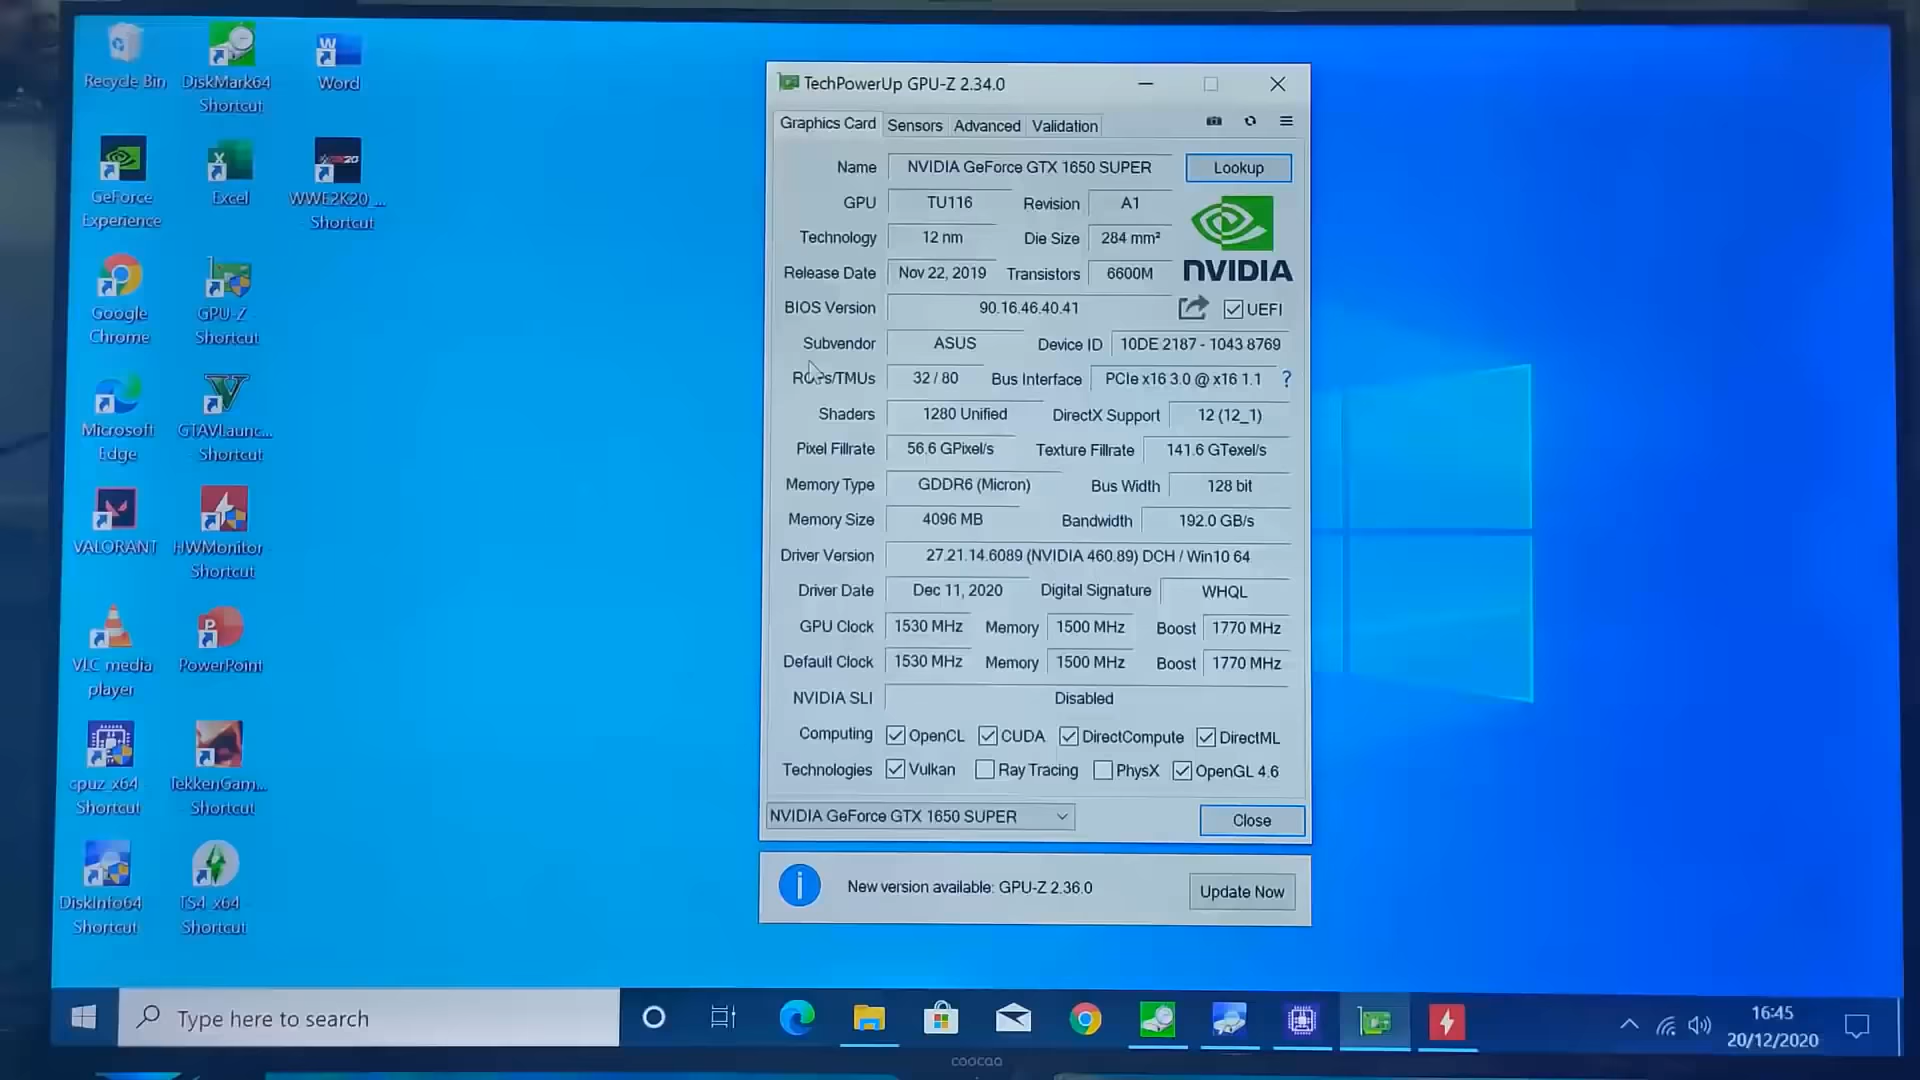 Recycle Bin
DiskMark64
Shortcut
Word
GeForce
Experience
Excel
WWE2K20_...
Shortcut
Google
Chrome
GPU-Z
Shortcut
Microsoft
Edge
GTAVLaunc...
Shortcut
VALORANT
HWMonitor
Shortcut
VLC media
player
PowerPoint
cpuz_x64
Shortcut
TekkenGam...
Shortcut
DiskInfo64
Shortcut
TS4_x64
Shortcut
TechPowerUp GPU-Z 2.34.0
Graphics Card Sensors Advanced Validation
Name NVIDIA GeForce GTX 1650 SUPER Lookup
GPU TU116 Revision A1
Technology 12 nm Die Size 284 mm²
Release Date Nov 22, 2019 Transistors 6600M
NVIDIA
BIOS Version 90.16.46.40.41 UEFI
Subvendor ASUS Device ID 10DE 2187 - 1043 8769
ROPs/TMUs 32 / 80 Bus Interface PCIe x16 3.0 @ x16 1.1 ?
Shaders 1280 Unified DirectX Support 12 (12_1)
Pixel Fillrate 56.6 GPixel/s Texture Fillrate 141.6 GTexel/s
Memory Type GDDR6 (Micron) Bus Width 128 bit
Memory Size 4096 MB Bandwidth 192.0 GB/s
Driver Version 27.21.14.6089 (NVIDIA 460.89) DCH / Win10 64
Driver Date Dec 11, 2020 Digital Signature WHQL
GPU Clock 1530 MHz Memory 1500 MHz Boost 1770 MHz
Default Clock 1530 MHz Memory 1500 MHz Boost 1770 MHz
NVIDIA SLI Disabled
Computing OpenCL CUDA DirectCompute DirectML
Technologies Vulkan Ray Tracing PhysX OpenGL 4.6
NVIDIA GeForce GTX 1650 SUPER Close
New version available: GPU-Z 2.36.0 Update Now
Type here to search
16:45
20/12/2020
coocaa